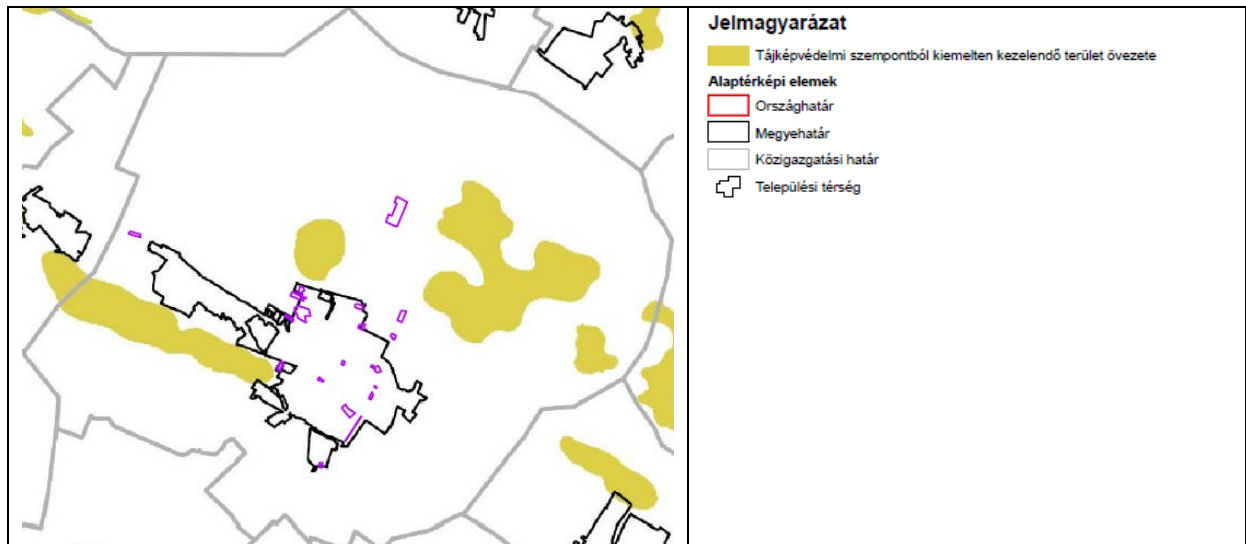 Jelmagyarázat
Tájképvédelmi szempontból kiemelten kezelendő terület övezete
Alaptérképi elemek
Országhatár
Megyehatár
Közigazgatási határ
Települési térség